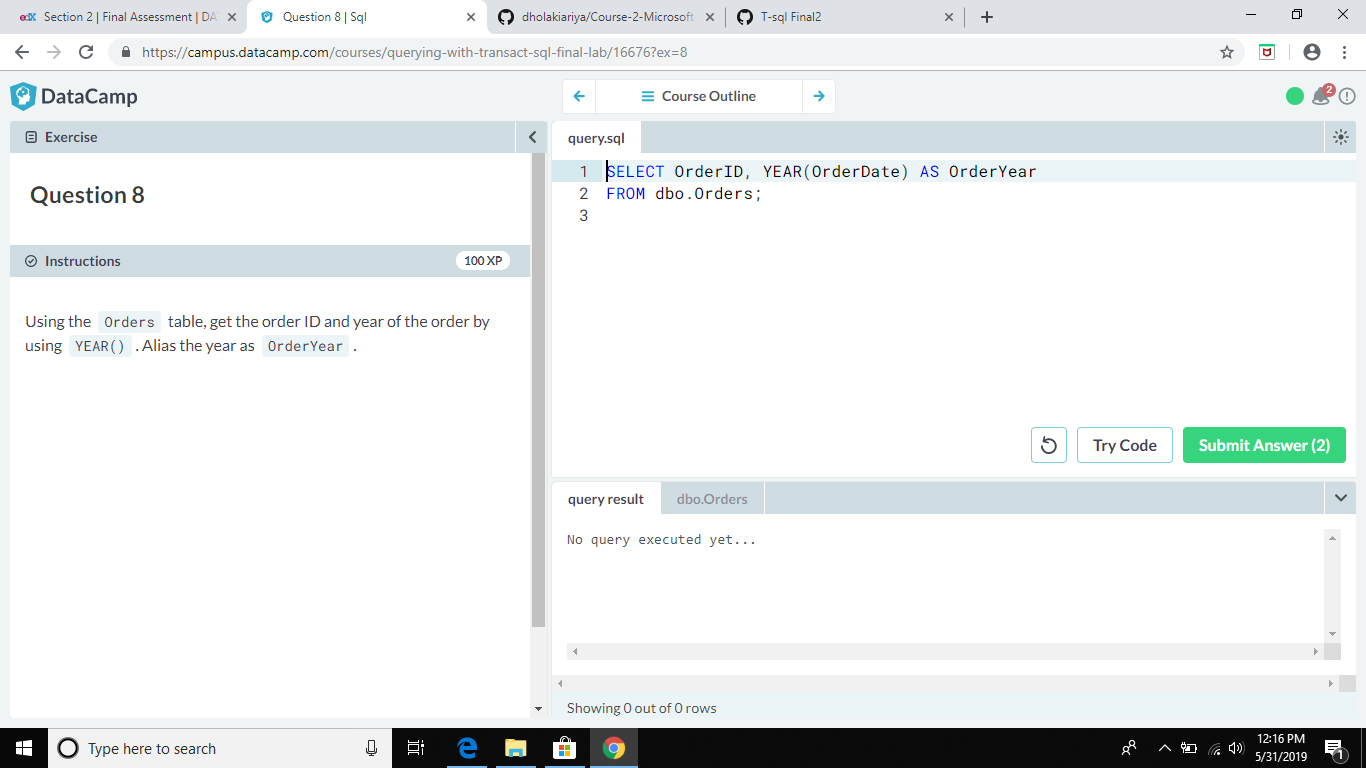 edX Section 2 | Final Assessment | DA
Question 8 | Sql
dholakiariya/Course-2-Microsoft-
T-sql Final2
https://campus.datacamp.com/courses/querying-with-transact-sql-final-lab/16676?ex=8
DataCamp
Course Outline
2
Exercise
query.sql
Question 8
Instructions
100 XP
Using the Orders table, get the order ID and year of the order by
using YEAR() . Alias the year as OrderYear .
1 SELECT OrderID, YEAR(OrderDate) AS OrderYear
2 FROM dbo.Orders;
3
Try Code
Submit Answer (2)
query result
dbo.Orders
No query executed yet...
Showing 0 out of 0 rows
Type here to search
12:16 PM
5/31/2019
1